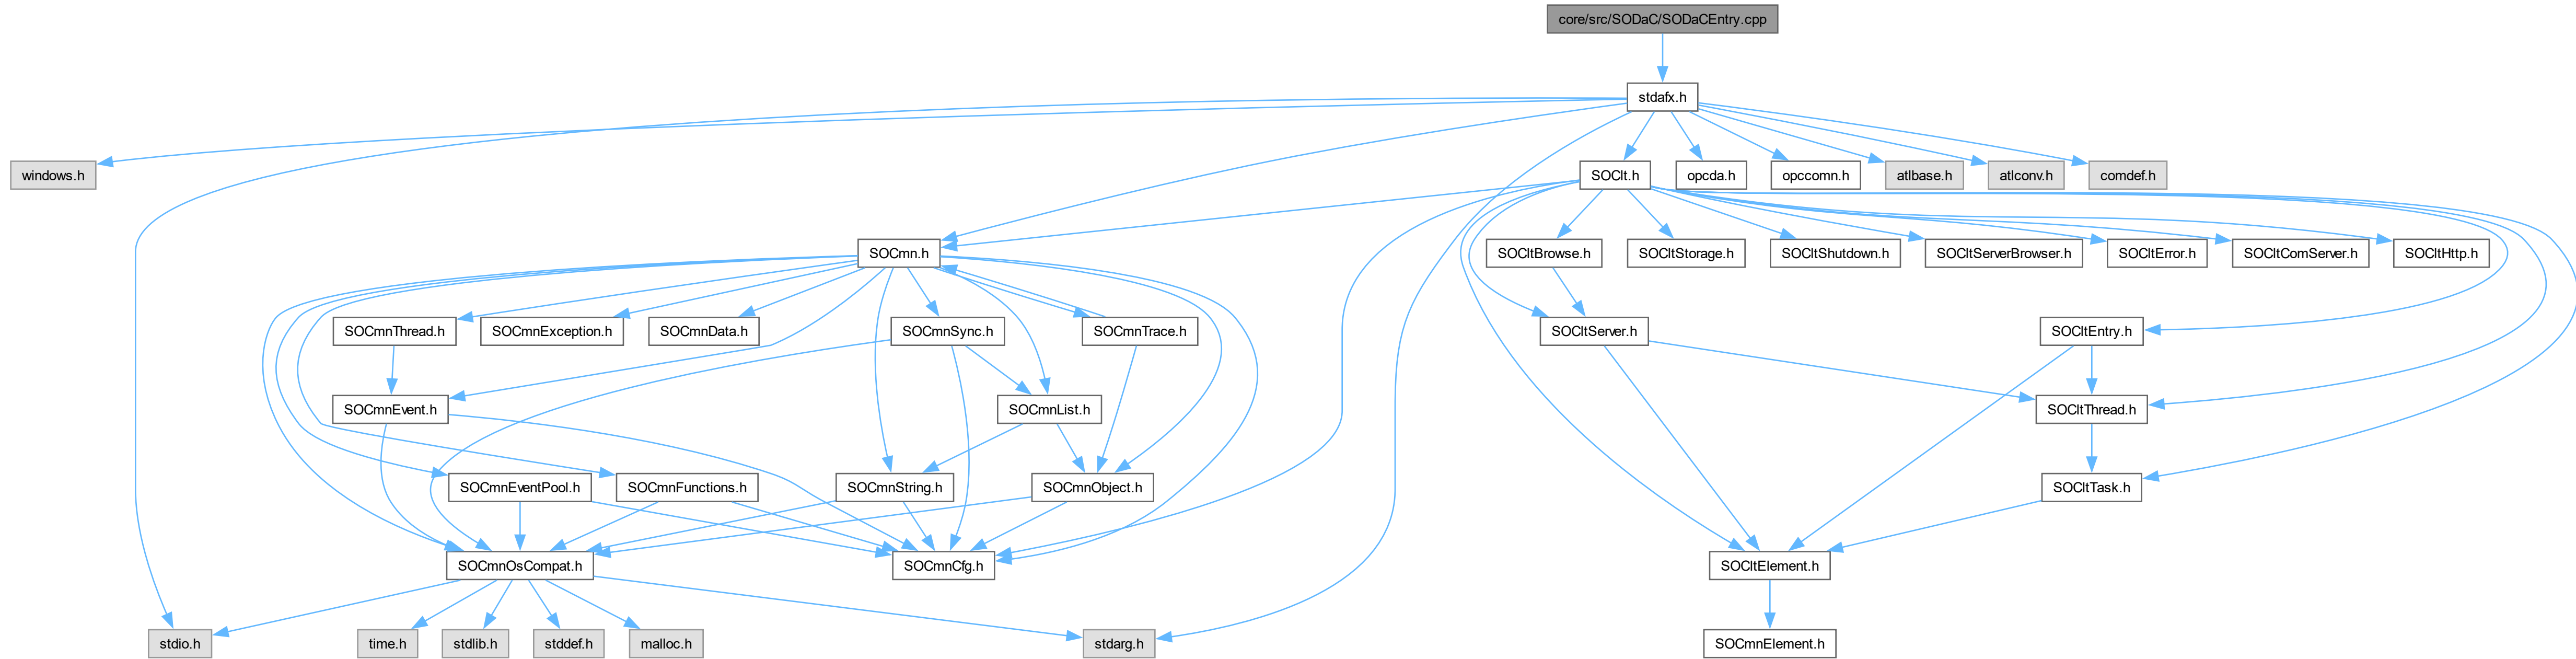 core/src/SODaC/SODaCEntry.cpp
stdafx.h
windows.h
SOClt.h
opcda.h
opccomn.h
atlbase.h
atlconv.h
comdef.h
SOCmn.h
SOCltBrowse.h
SOCltStorage.h
SOCltShutdown.h
SOCltServerBrowser.h
SOCltError.h
SOCltComServer.h
SOCltHttp.h
SOCmnThread.h
SOCmnException.h
SOCmnData.h
SOCmnSync.h
SOCmnTrace.h
SOCltServer.h
SOCltEntry.h
SOCmnEvent.h
SOCmnList.h
SOCltThread.h
SOCmnEventPool.h
SOCmnFunctions.h
SOCmnString.h
SOCmnObject.h
SOCltTask.h
SOCmnOsCompat.h
SOCmnCfg.h
SOCltElement.h
stdio.h
time.h
stdlib.h
stddef.h
malloc.h
stdarg.h
SOCmnElement.h